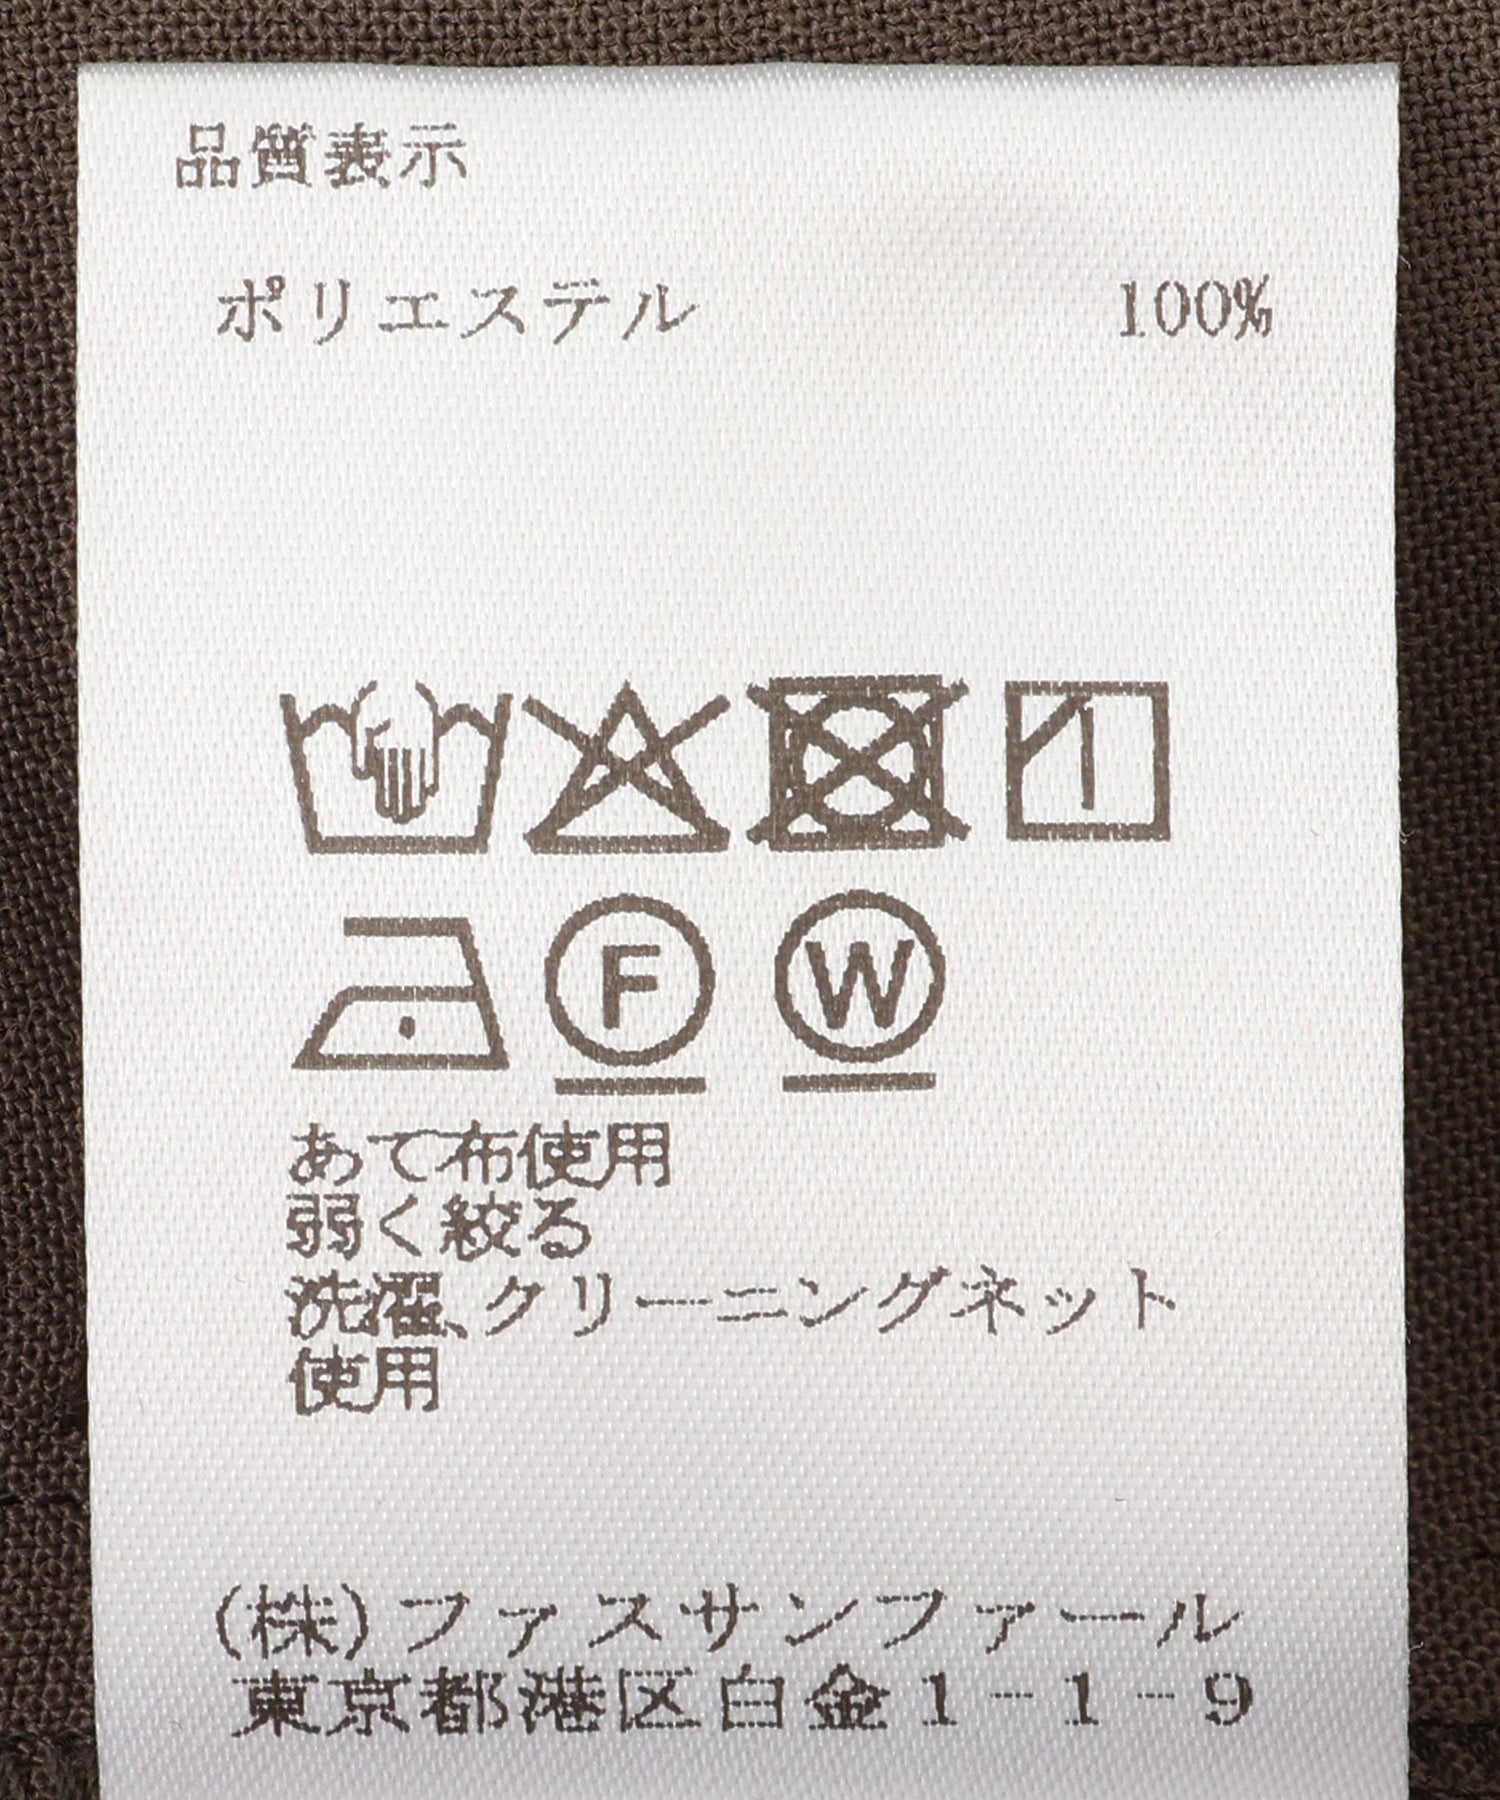 品質表示
ポリエステル 100%
F W
あて布使用
弱く絞る
洗濯、クリーニングネット
使用
(株)ファスサンファール
東京都港区白金1-1-9